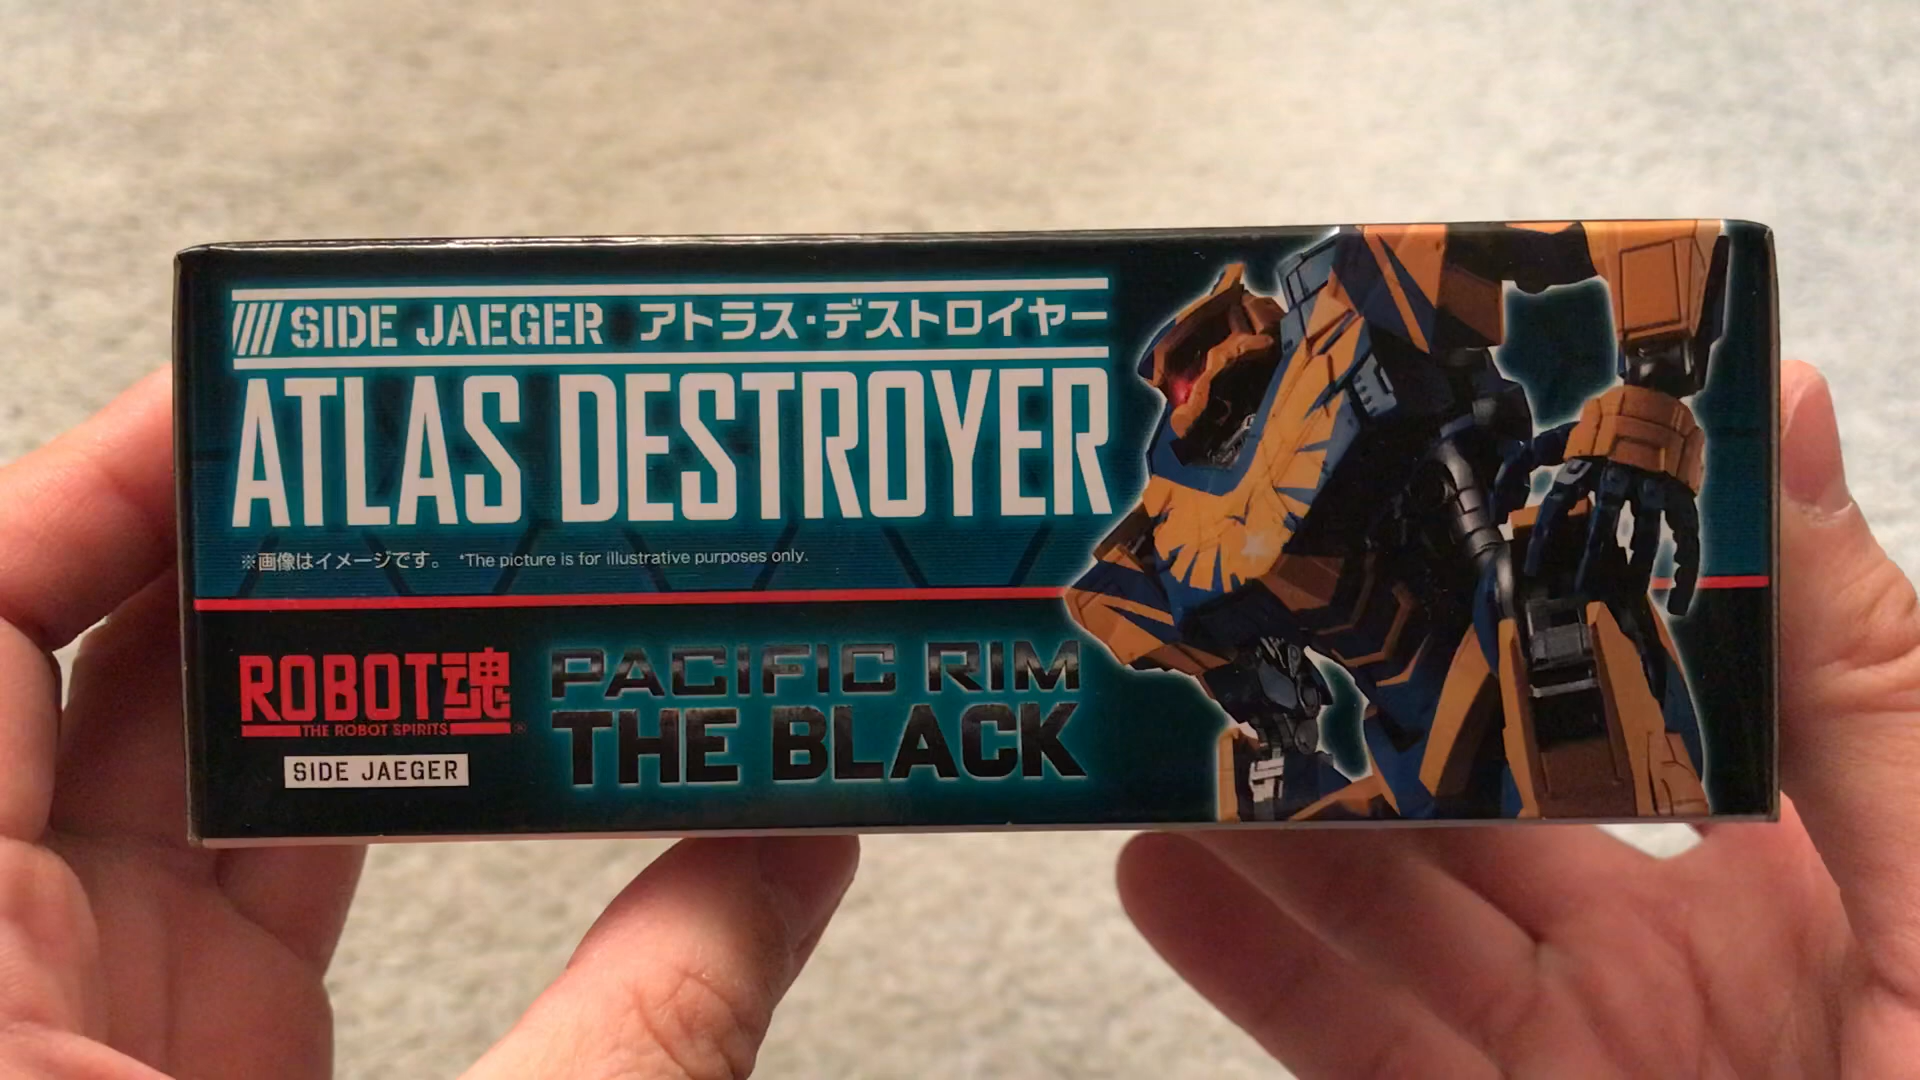 SIDE JAEGER アトラス・デストロイヤー
ATLAS DESTROYER
※画像はイメージです。 *The picture is for illustrative purposes only.
ROBOT魂
THE ROBOT SPIRITS
SIDE JAEGER
PACIFIC RIM
THE BLACK